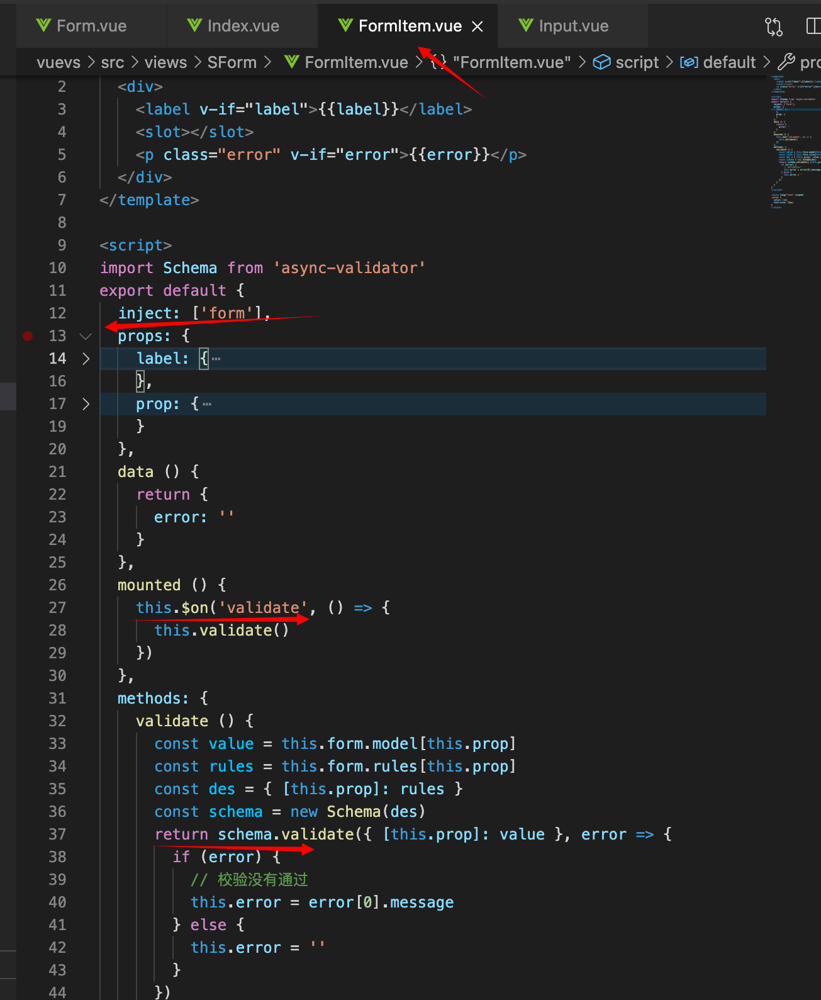 Form.vue Index.vue FormItem.vue Input.vue
vuevs > src > views > SForm > FormItem.vue > {} "FormItem.vue" > script > default > pro
2 <div>
3 <label v-if="label">{{label}}</label>
4 <slot></slot>
5 <p class="error" v-if="error">{{error}}</p>
6 </div>
7 </template>
8
9 <script>
10 import Schema from 'async-validator'
11 export default {
12 inject: ['form'],
13 props: {
14 label: {…
16 },
17 prop: {…
19 }
20 },
21 data () {
22 return {
23 error: ''
24 }
25 },
26 mounted () {
27 this.$on('validate', () => {
28 this.validate()
29 })
30 },
31 methods: {
32 validate () {
33 const value = this.form.model[this.prop]
34 const rules = this.form.rules[this.prop]
35 const des = { [this.prop]: rules }
36 const schema = new Schema(des)
37 return schema.validate({ [this.prop]: value }, error => {
38 if (error) {
39 // 校验没有通过
40 this.error = error[0].message
41 } else {
42 this.error = ''
43 }
44 })